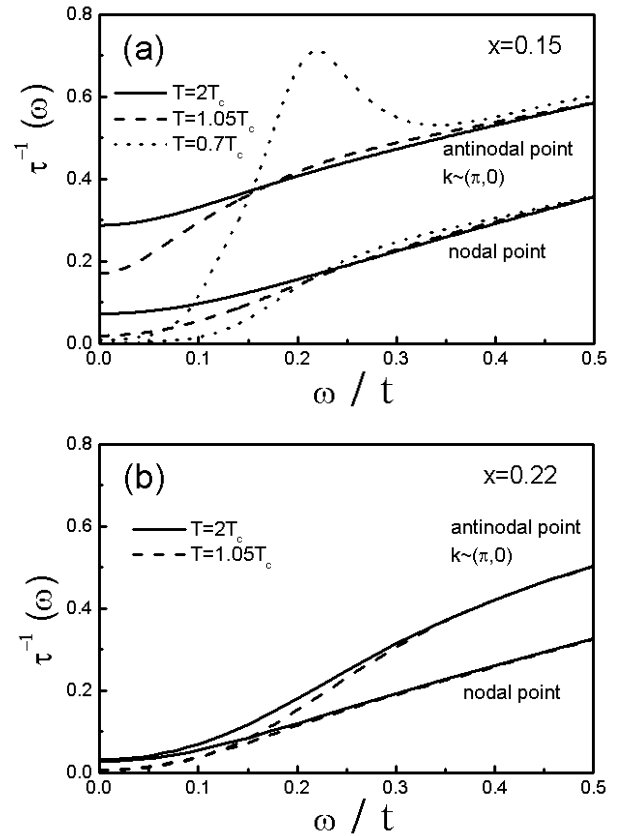 (a)
x=0.15
T=2T_c
T=1.05T_c
T=0.7T_c
antinodal point
k~(π,0)
nodal point
τ⁻¹ (ω)
0.8
0.6
0.4
0.2
0.0
0.0 0.1 0.2 0.3 0.4 0.5
ω / t
(b)
x=0.22
T=2T_c
T=1.05T_c
antinodal point
k~(π,0)
nodal point
τ⁻¹ (ω)
0.8
0.6
0.4
0.2
0.0
0.0 0.1 0.2 0.3 0.4 0.5
ω / t